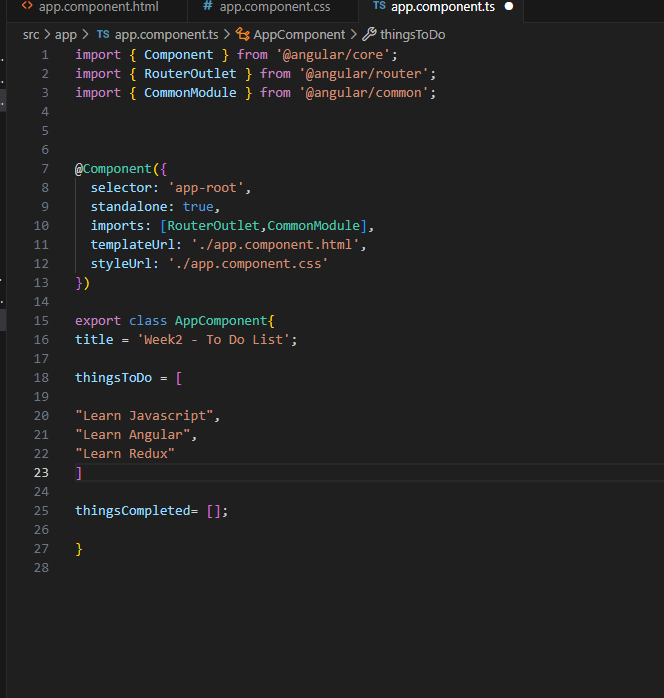 app.component.html # app.component.css TS app.component.ts
src > app > TS app.component.ts > AppComponent > thingsToDo
1 import { Component } from '@angular/core';
2 import { RouterOutlet } from '@angular/router';
3 import { CommonModule } from '@angular/common';
4
5
6
7 @Component({
8 selector: 'app-root',
9 standalone: true,
10 imports: [RouterOutlet,CommonModule],
11 templateUrl: './app.component.html',
12 styleUrl: './app.component.css'
13 })
14
15 export class AppComponent{
16 title = 'Week2 - To Do List';
17
18 thingsToDo = [
19
20 "Learn Javascript",
21 "Learn Angular",
22 "Learn Redux"
23 ]
24
25 thingsCompleted= [];
26
27 }
28